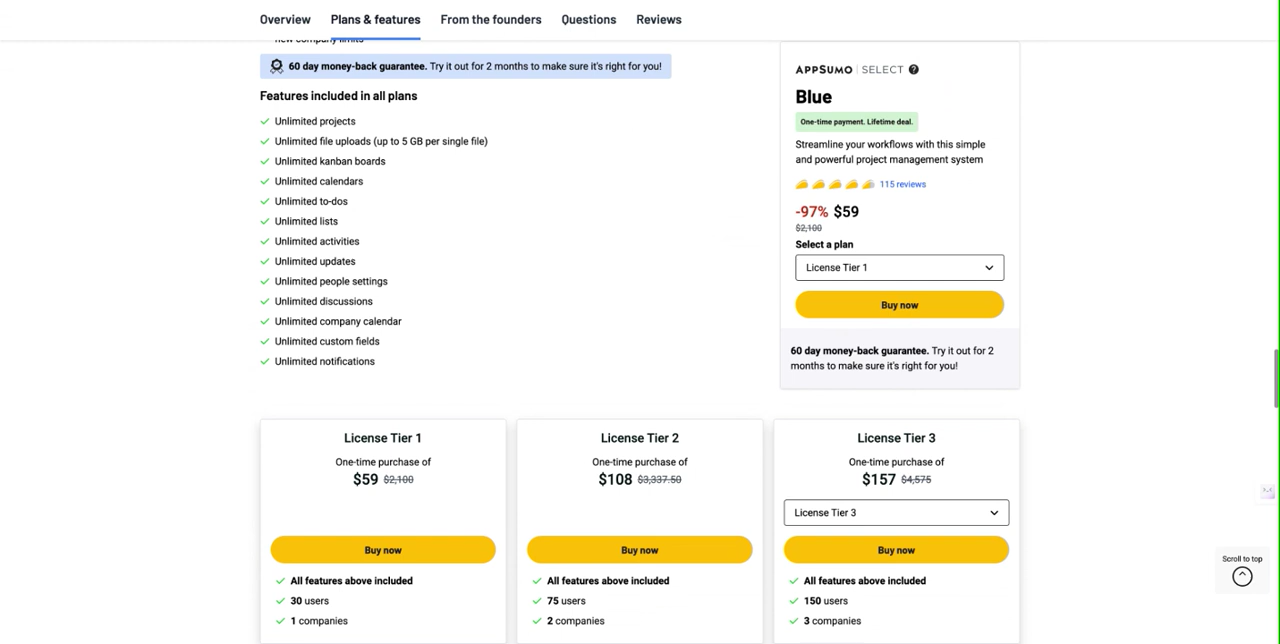 Overview Plans & features From the founders Questions Reviews
new company limits
60 day money-back guarantee. Try it out for 2 months to make sure it's right for you!
Features included in all plans
Unlimited projects
Unlimited file uploads (up to 5 GB per single file)
Unlimited kanban boards
Unlimited calendars
Unlimited to-dos
Unlimited lists
Unlimited activities
Unlimited updates
Unlimited people settings
Unlimited discussions
Unlimited company calendar
Unlimited custom fields
Unlimited notifications
APPSUMO | SELECT ?
Blue
One-time payment. Lifetime deal.
Streamline your workflows with this simple
and powerful project management system
115 reviews
-97% $59
$2,100
Select a plan
License Tier 1
Buy now
60 day money-back guarantee. Try it out for 2
months to make sure it's right for you!
License Tier 1
One-time purchase of
$59 $2,100
Buy now
All features above included
30 users
1 companies
License Tier 2
One-time purchase of
$108 $3,337.50
Buy now
All features above included
75 users
2 companies
License Tier 3
One-time purchase of
$157 $4,575
License Tier 3
Buy now
All features above included
150 users
3 companies
Scroll to top